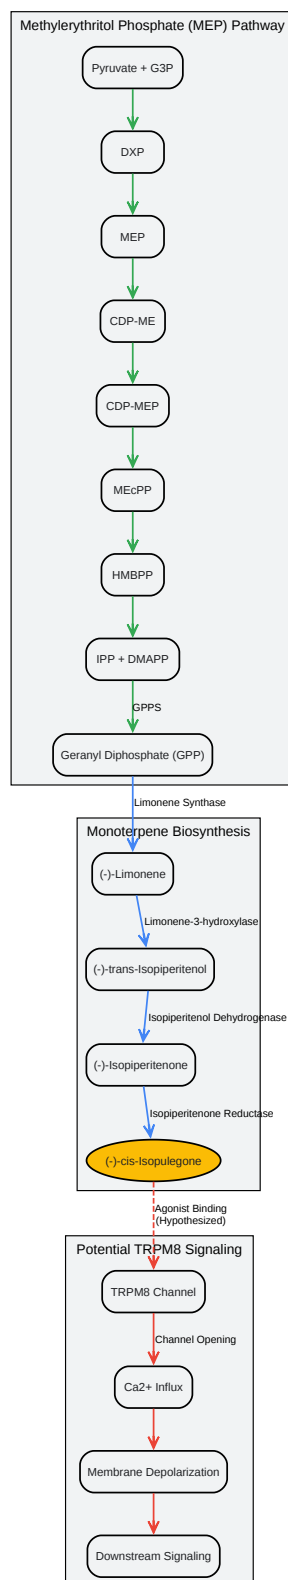 Methylerythritol Phosphate (MEP) Pathway
Pyruvate + G3P
DXP
MEP
CDP-ME
CDP-MEP
MEcPP
HMBPP
IPP + DMAPP
GPPS
Geranyl Diphosphate (GPP)
Limonene Synthase
Monoterpene Biosynthesis
(-)-Limonene
Limonene-3-hydroxylase
(-)-trans-Isopiperitenol
Isopiperitenol Dehydrogenase
(-)-Isopiperitenone
Isopiperitenone Reductase
(-)-cis-Isopulegone
Agonist Binding
(Hypothesized)
Potential TRPM8 Signaling
TRPM8 Channel
Channel Opening
Ca2+ Influx
Membrane Depolarization
Downstream Signaling